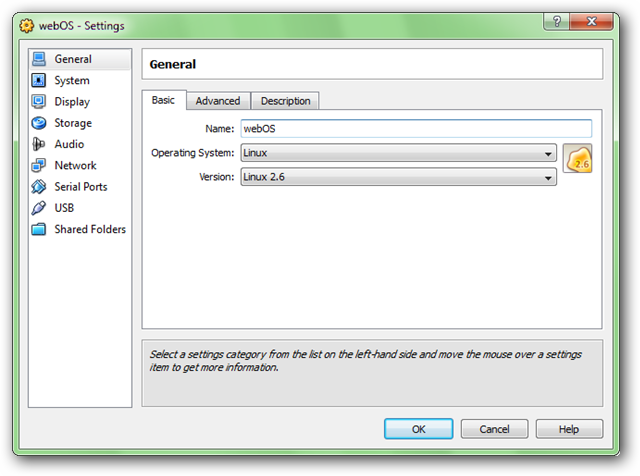 webOS - Settings
General
System
Display
Storage
Audio
Network
Serial Ports
USB
Shared Folders
General
Basic
Advanced
Description
Name: webOS
Operating System: Linux
2.6
Version: Linux 2.6
Select a settings category from the list on the left-hand side and move the mouse over a settings
item to get more information.
OK
Cancel
Help